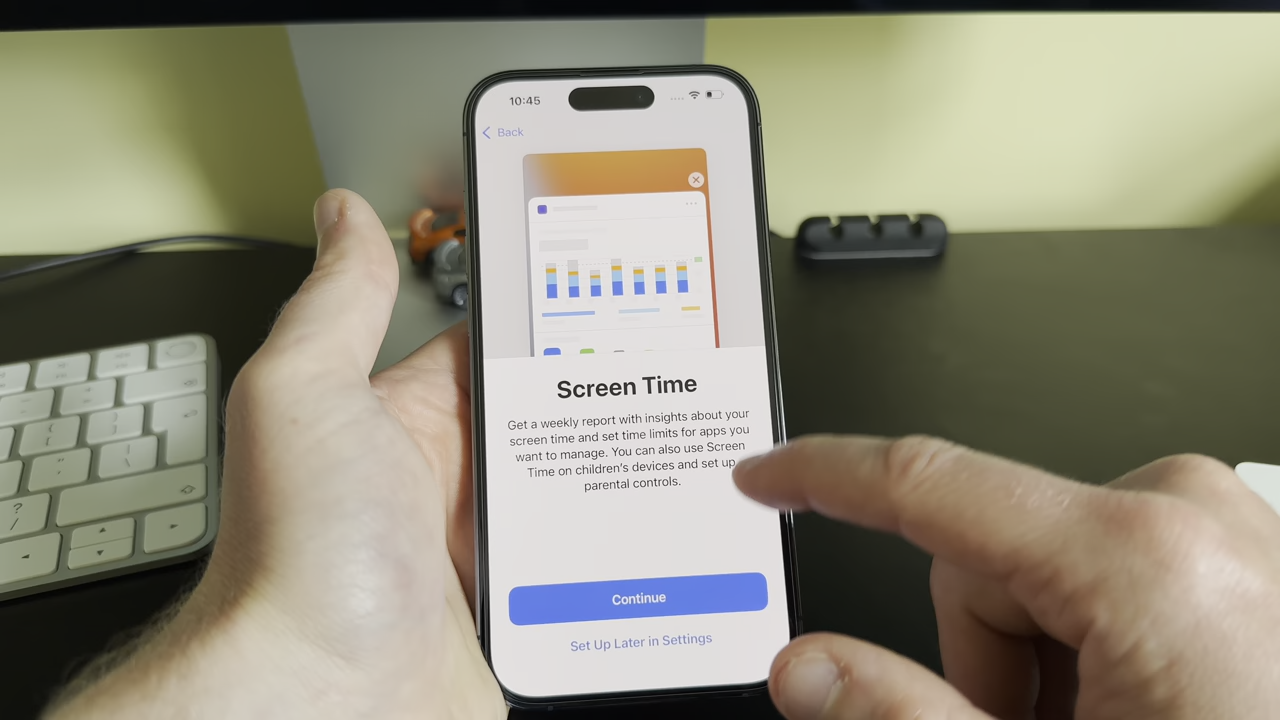 10:45
Back
Screen Time
Get a weekly report with insights about your
screen time and set time limits for apps you
want to manage. You can also use Screen
Time on children's devices and set up
parental controls.
Continue
Set Up Later in Settings
?
/